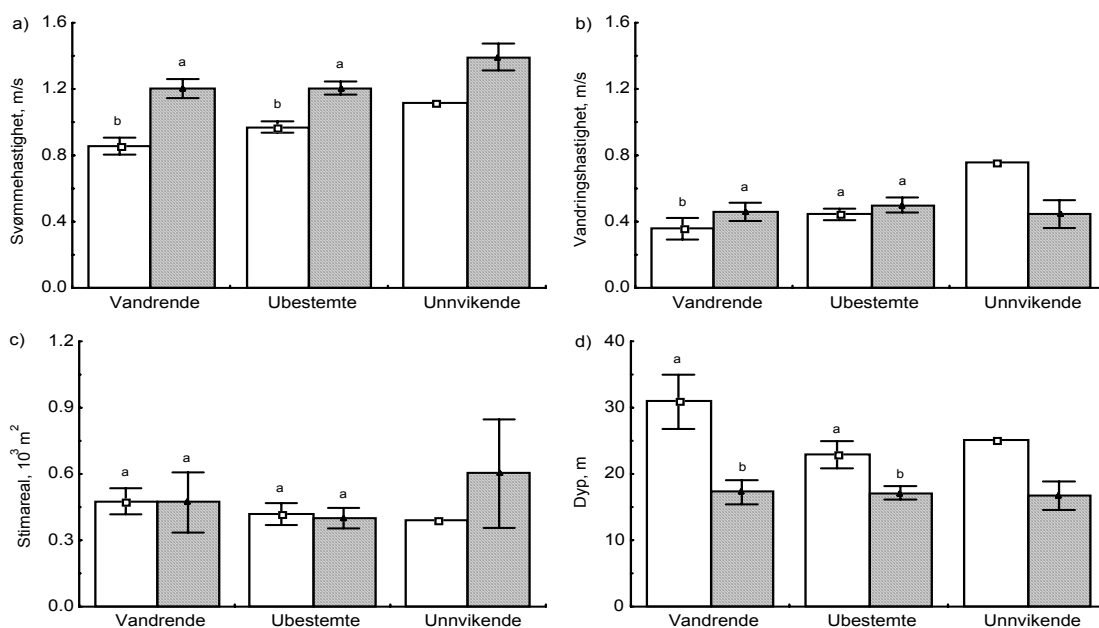 a)
Svømmehastighet, m/s
1.6
1.2
0.8
0.4
0.0
b
a
b
a
Vandrende
Ubestemte
Unnvikende
b)
Vandringshastighet, m/s
1.6
1.2
0.8
0.4
0.0
b
a
a
a
Vandrende
Ubestemte
Unnvikende
c)
Stimareal, 10³ m²
1.2
0.9
0.6
0.3
0.0
a
a
a
a
Vandrende
Ubestemte
Unnvikende
d)
Dyp, m
40
30
20
10
0
a
b
a
b
Vandrende
Ubestemte
Unnvikende